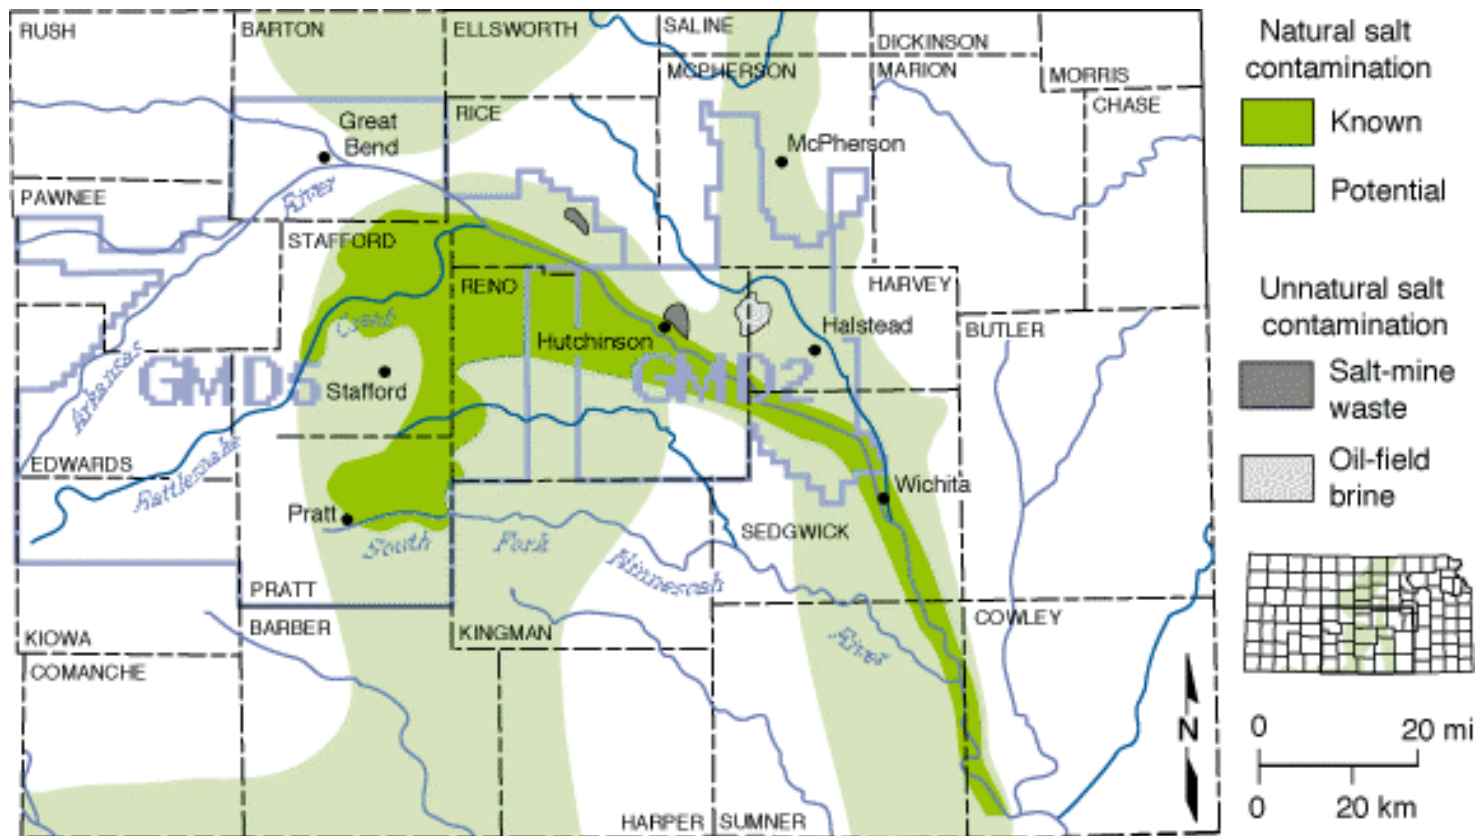 RUSH
BARTON
ELLSWORTH
SALINE
DICKINSON
MCPHERSON
MARION
MORRIS
CHASE
RICE
Great
Bend
McPherson
PAWNEE
River
STAFFORD
RENO
HARVEY
Creek
Hutchinson
Halstead
BUTLER
GMD5
GMD2
Stafford
Arkansas
EDWARDS
Rattlesnake
Wichita
Pratt
South
Fork
Ninnescah
River
SEDGWICK
PRATT
BARBER
KINGMAN
COWLEY
KIOWA
COMANCHE
HARPER
SUMNER
N
Natural salt
contamination
Known
Potential
Unnatural salt
contamination
Salt-mine
waste
Oil-field
brine
0 20 mi
0 20 km